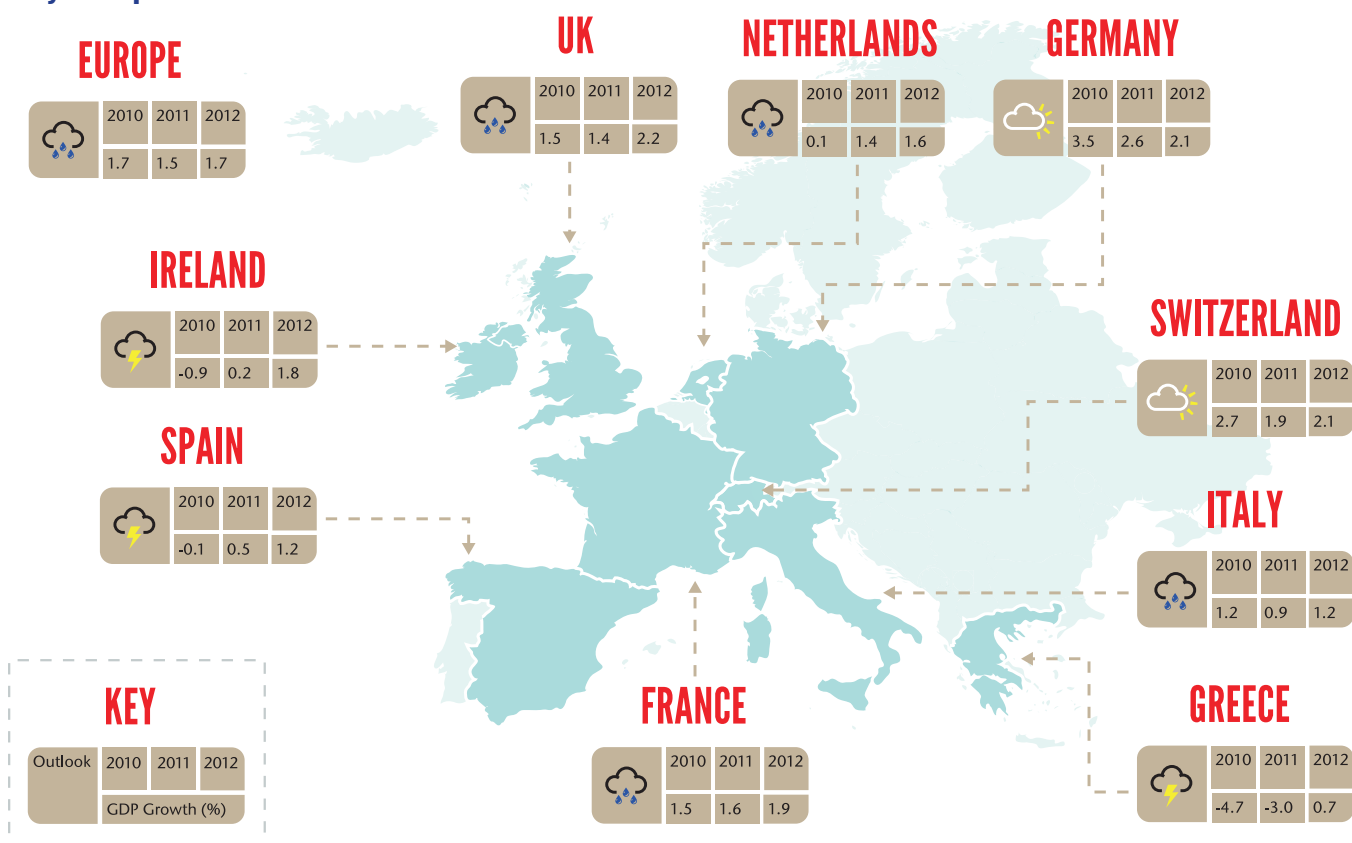 EUROPE
2010 2011 2012
1.7 1.5 1.7
UK
2010 2011 2012
1.5 1.4 2.2
NETHERLANDS
2010 2011 2012
0.1 1.4 1.6
GERMANY
2010 2011 2012
3.5 2.6 2.1
IRELAND
2010 2011 2012
-0.9 0.2 1.8
SWITZERLAND
2010 2011 2012
2.7 1.9 2.1
SPAIN
2010 2011 2012
-0.1 0.5 1.2
ITALY
2010 2011 2012
1.2 0.9 1.2
KEY
Outlook 2010 2011 2012
GDP Growth (%)
FRANCE
2010 2011 2012
1.5 1.6 1.9
GREECE
2010 2011 2012
-4.7 -3.0 0.7